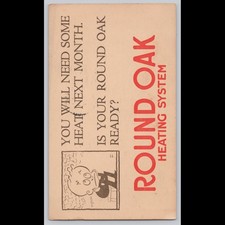 YOU WILL NEED SOME
HEAT NEXT MONTH.
IS YOUR ROUND OAK
READY?
ROUND OAK
HEATING SYSTEM